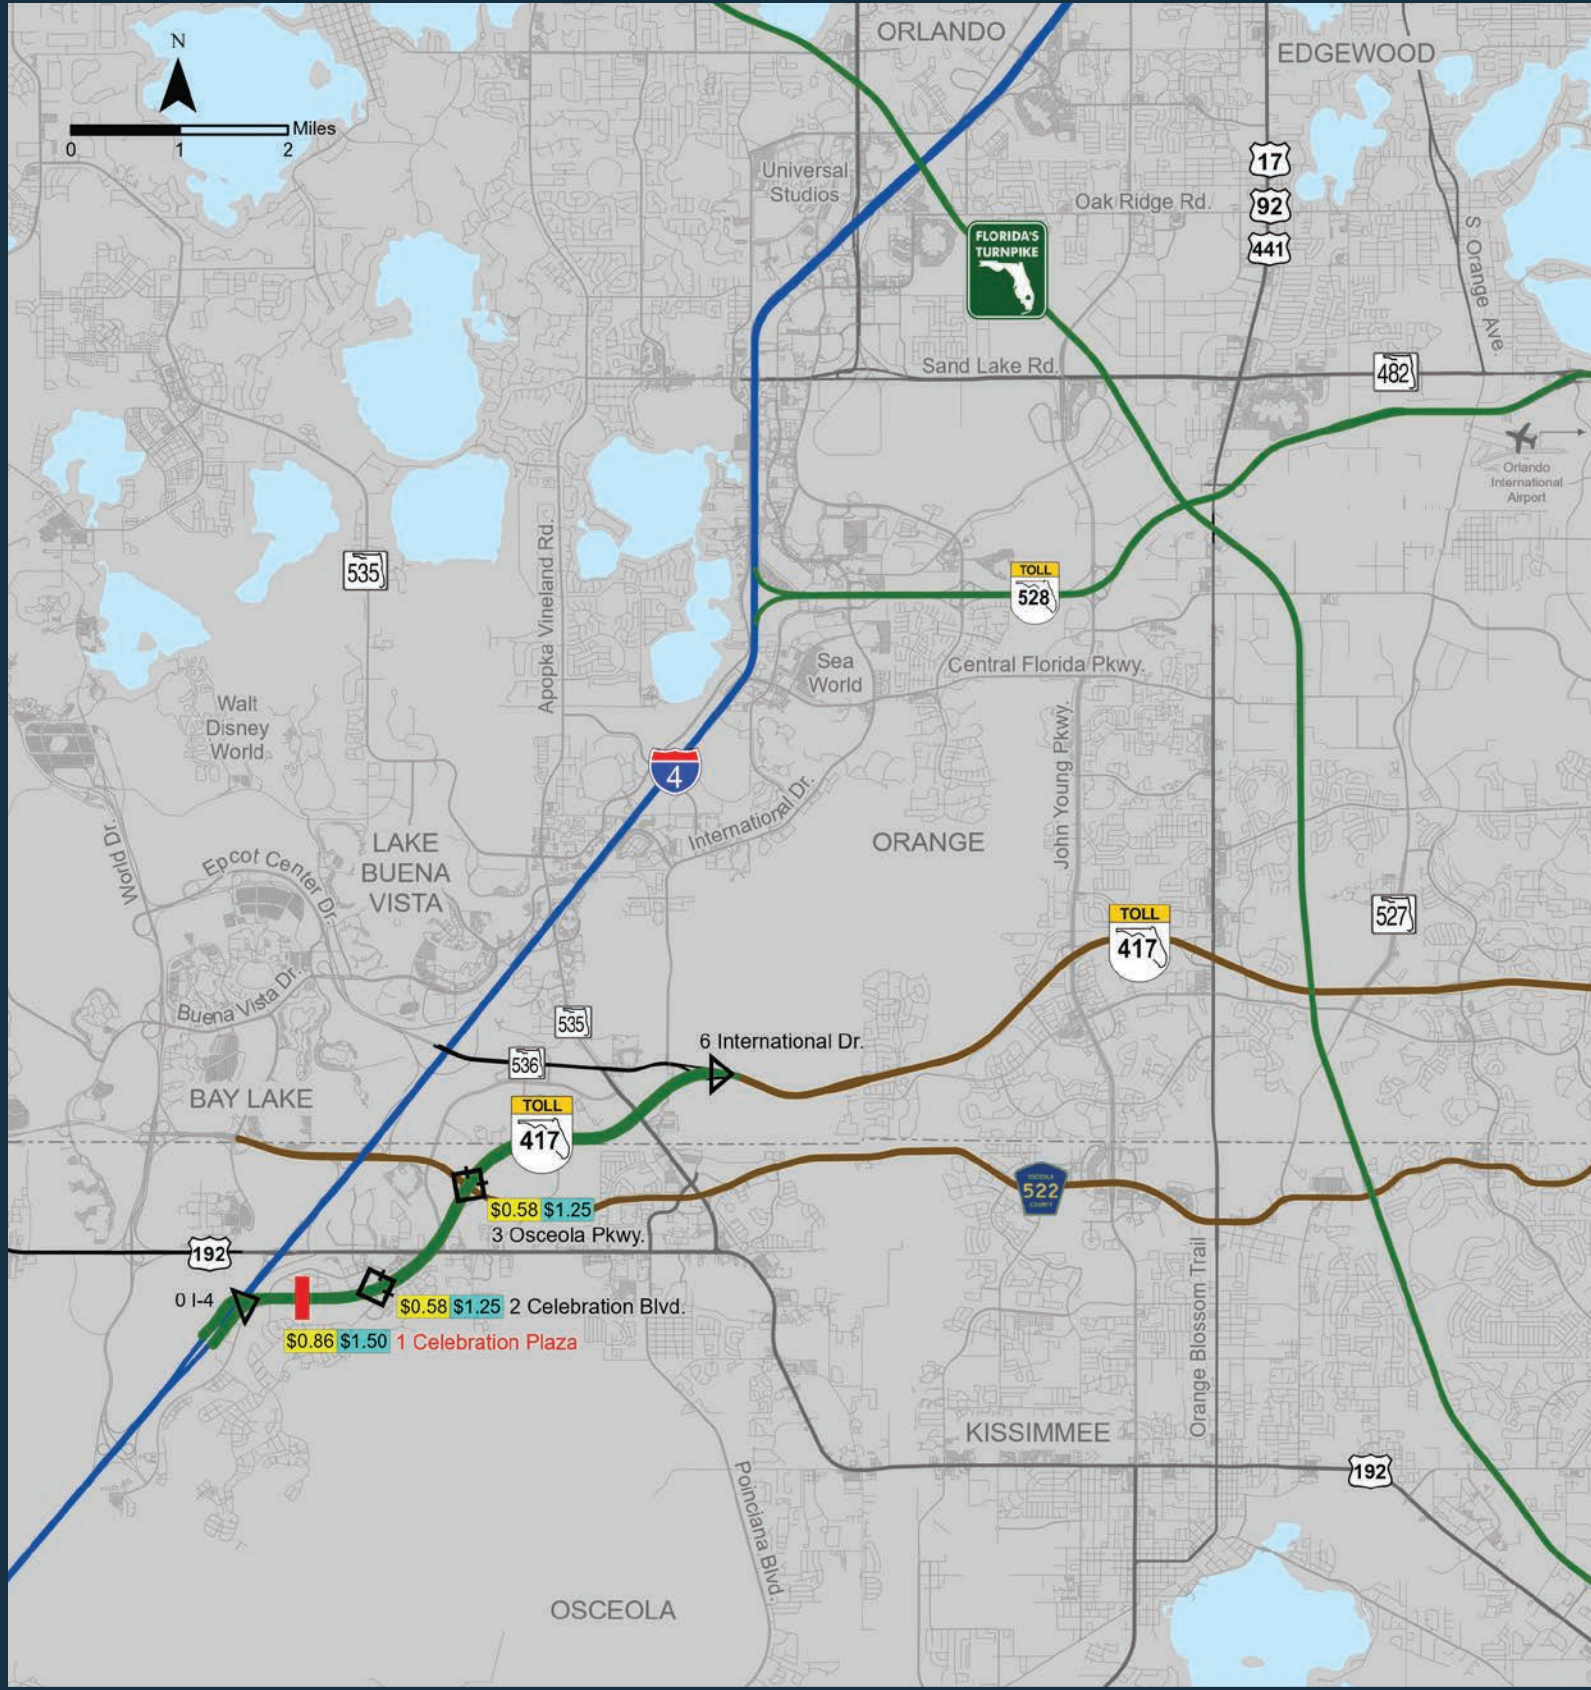 N
Miles
0 1 2
ORLANDO
EDGEWOOD
Universal
Studios
Oak Ridge Rd.
17
92
441
S Orange Ave.
FLORIDA'S
TURNPIKE
Sand Lake Rd.
482
Orlando
International
Airport
535
Apopka Vineland Rd.
TOLL
528
Sea
World
Central Florida Pkwy.
Walt
Disney
World
John Young Pkwy.
4
International Dr.
World Dr.
Epcot Center Dr.
LAKE
BUENA
VISTA
ORANGE
527
TOLL
417
Buena Vista Dr.
535
536
6 International Dr.
BAY LAKE
TOLL
417
OSCEOLA
522
COUNTY
$0.58 $1.25
3 Osceola Pkwy.
192
0 I-4
$0.58 $1.25 2 Celebration Blvd.
$0.86 $1.50 1 Celebration Plaza
Orange Blossom Trail
KISSIMMEE
192
Poinciana Blvd.
OSCEOLA